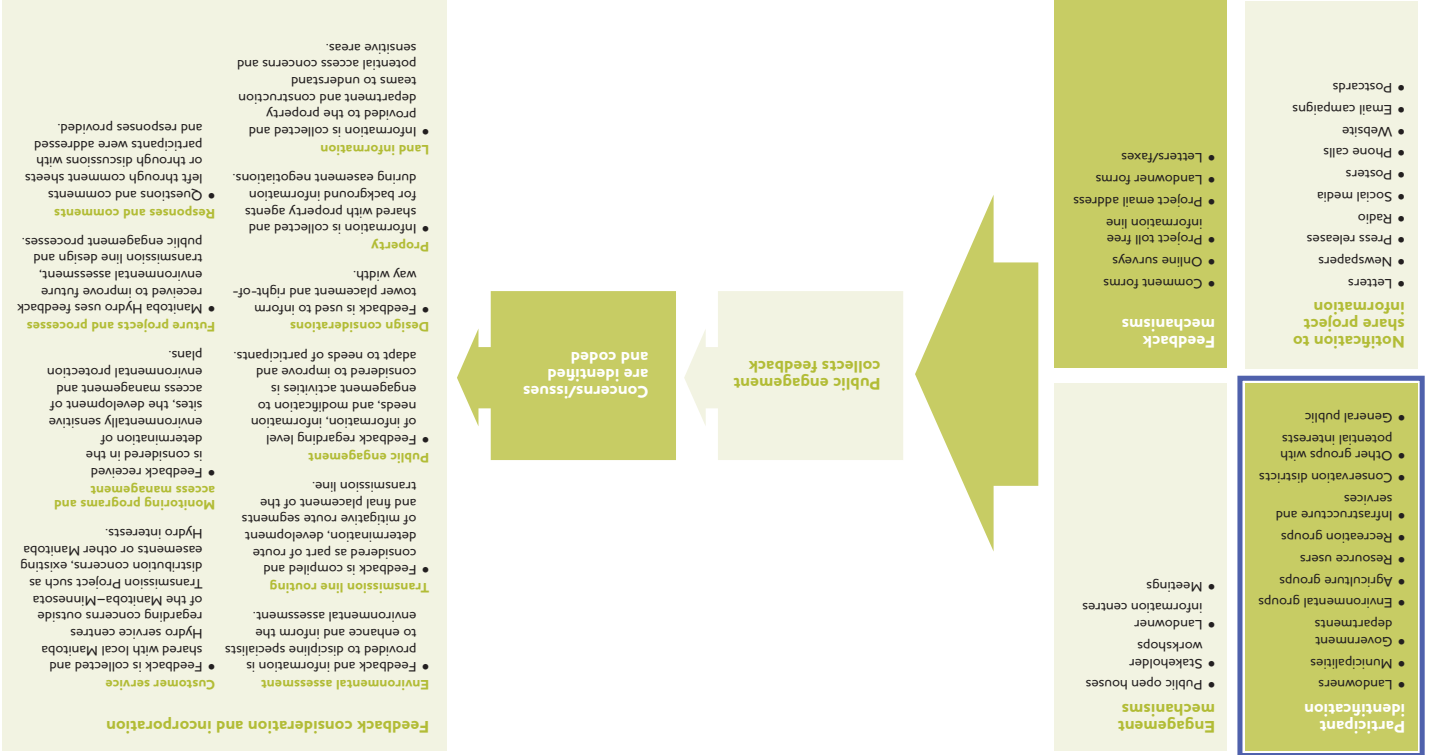 Participant
identification
• Landowners
• Municipalities
• Government
departments
• Environmental groups
• Agriculture groups
• Resource users
• Recreation groups
• Infrastruccture and
services
• Conservation districts
• Other groups with
potential interests
• General public
Notification to
share project
information
• Letters
• Newspapers
• Press releases
• Radio
• Social media
• Posters
• Phone calls
• Website
• Email campaigns
• Postcards
Engagement
mechanisms
• Public open houses
• Stakeholder
workshops
• Landowner
information centres
• Meetings
Feedback
mechanisms
• Comment forms
• Online surveys
• Project toll free
information line
• Project email address
• Landowner forms
• Letters/faxes
Public engagement
collects feedback
Concerns/issues
are identified
and coded
Feedback consideration and incorporation
Environmental assessment
• Feedback and information is
provided to discipline specialists
to enhance and inform the
environmental assessment.
Transmission line routing
• Feedback is compiled and
considered as part of route
determination, development
of mitigative route segments
and final placement of the
transmission line.
Public engagement
• Feedback regarding level
of information, information
needs, and modification to
engagement activities is
considered to improve and
adapt to needs of participants.
Design considerations
• Feedback is used to inform
tower placement and right-of-
way width.
Property
• Information is collected and
shared with property agents
for background information
during easement negotiations.
Land information
• Information is collected and
provided to the property
department and construction
teams to understand
potential access concerns and
sensitive areas.
Customer service
• Feedback is collected and
shared with local Manitoba
Hydro service centres
regarding concerns outside
of the Manitoba–Minnesota
Transmission Project such as
distribution concerns, existing
easements or other Manitoba
Hydro interests.
Monitoring programs and
access management
• Feedback received
is considered in the
determination of
environmentally sensitive
sites, the development of
access management and
environmental protection
plans.
Future projects and processes
• Manitoba Hydro uses feedback
received to improve future
environmental assessment,
transmission line design and
public engagement processes.
Responses and comments
• Questions and comments
left through comment sheets
or through discussions with
participants were addressed
and responses provided.